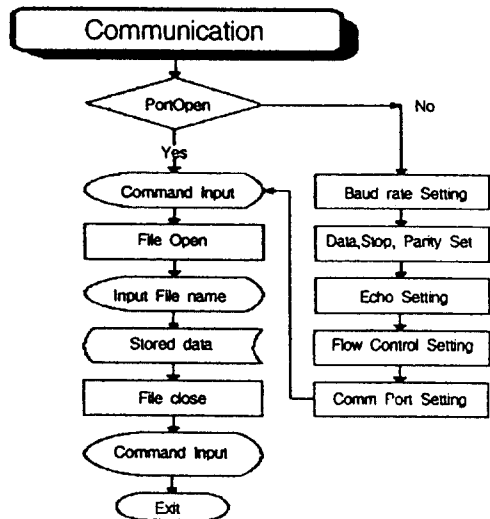 Communication
PortOpen
No
Yes
Command Input
File Open
Input File name
Stored data
File close
Command Input
Exit
Baud rate Setting
Data,Stop, Parity Set
Echo Setting
Flow Control Setting
Comm Port Setting